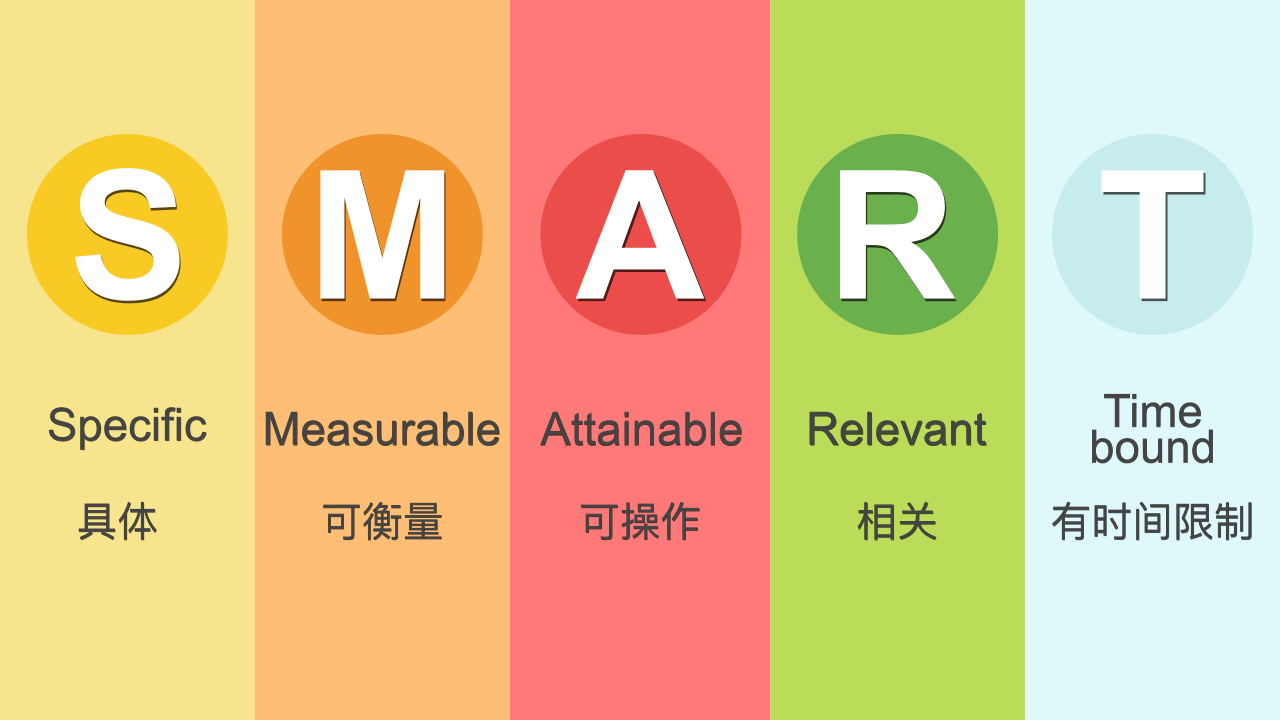 S
Specific
具体
M
Measurable
可衡量
A
Attainable
可操作
R
Relevant
相关
T
Time
bound
有时间限制